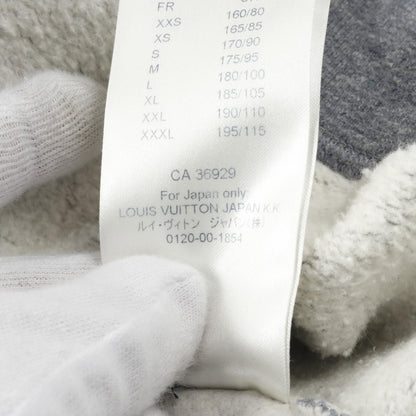 FR
XXS 160/80
XS 165/85
S 170/90
M 175/95
L 180/100
XL 185/105
XXL 190/110
XXXL 195/115
CA 36929
For Japan only:
LOUIS VUITTON JAPAN K.K
ルイ・ヴィトン ジャパン(株)
0120-00-1854